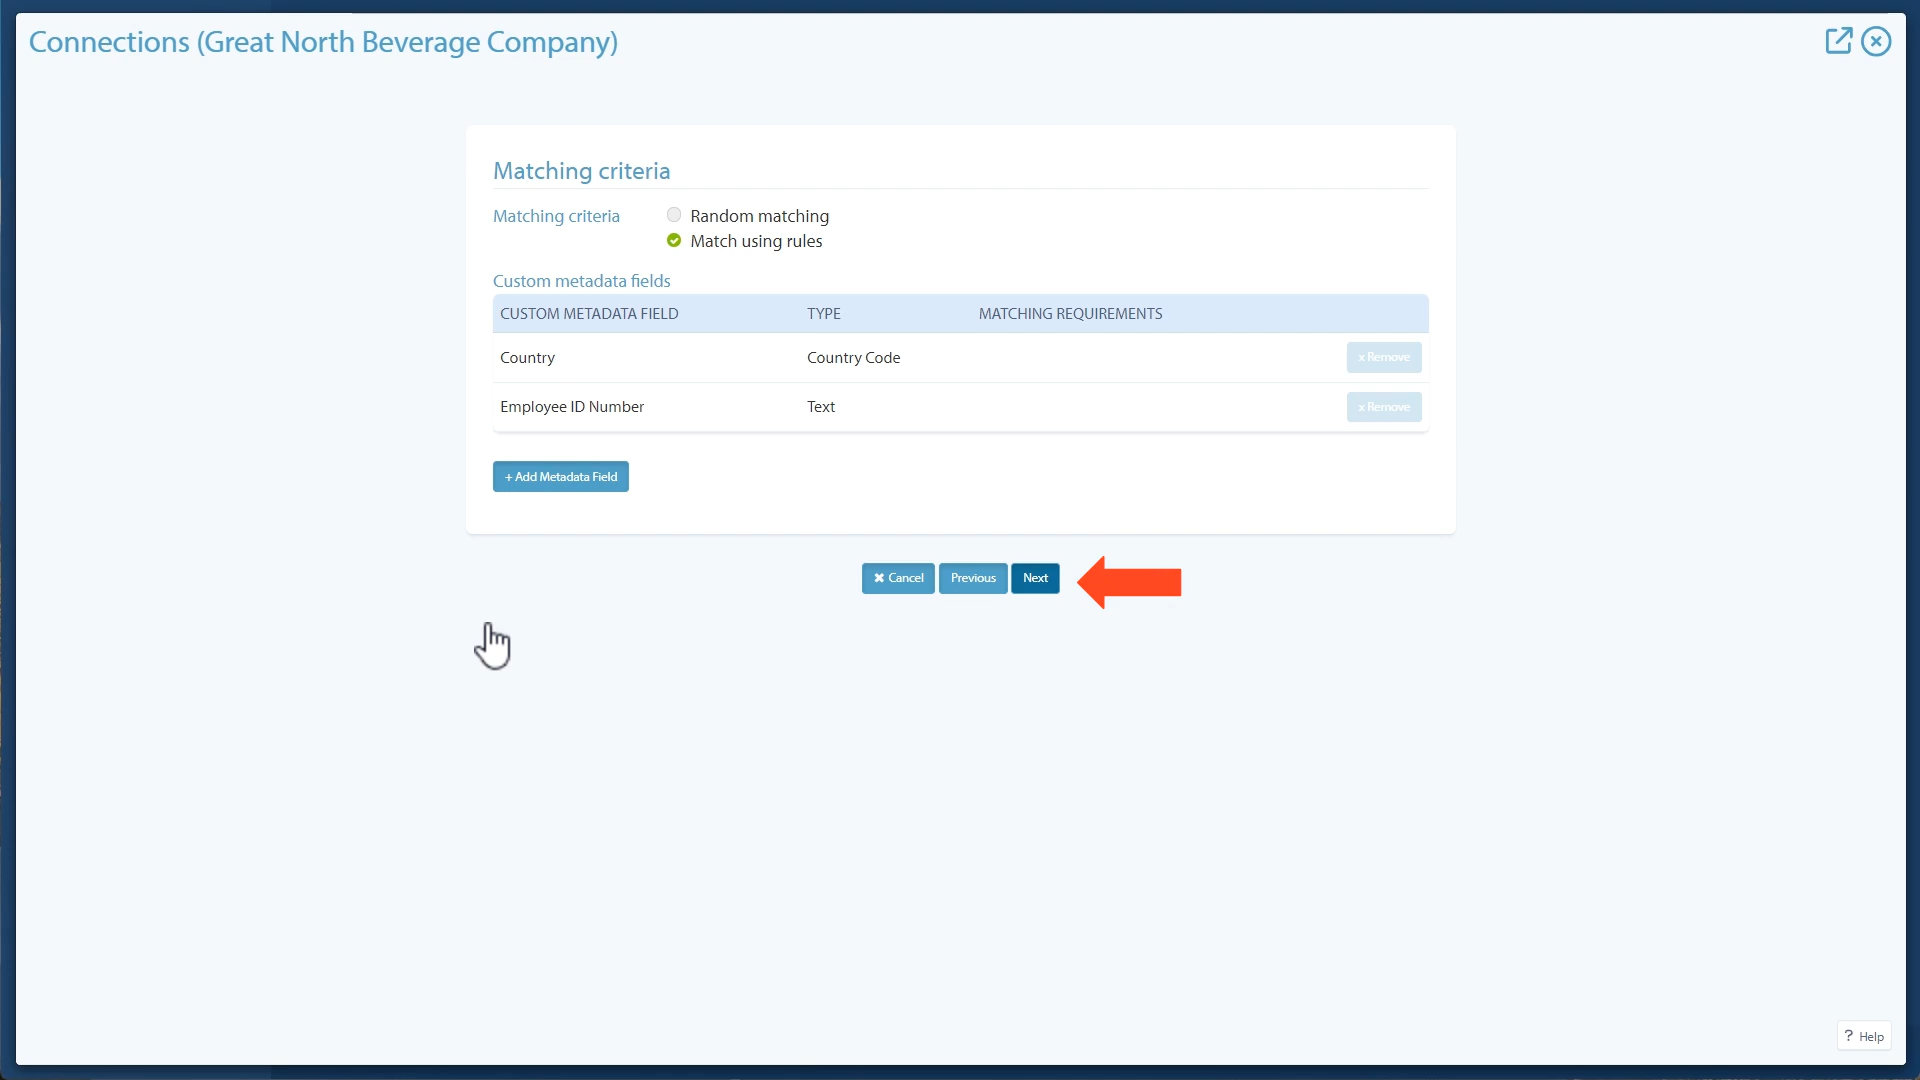 Connections (Great North Beverage Company)
Matching criteria
Matching criteria
Random matching
Match using rules
Custom metadata fields
CUSTOM METADATA FIELD TYPE MATCHING REQUIREMENTS
Country Country Code x Remove
Employee ID Number Text x Remove
+ Add Metadata Field
✖ Cancel Previous Next
? Help